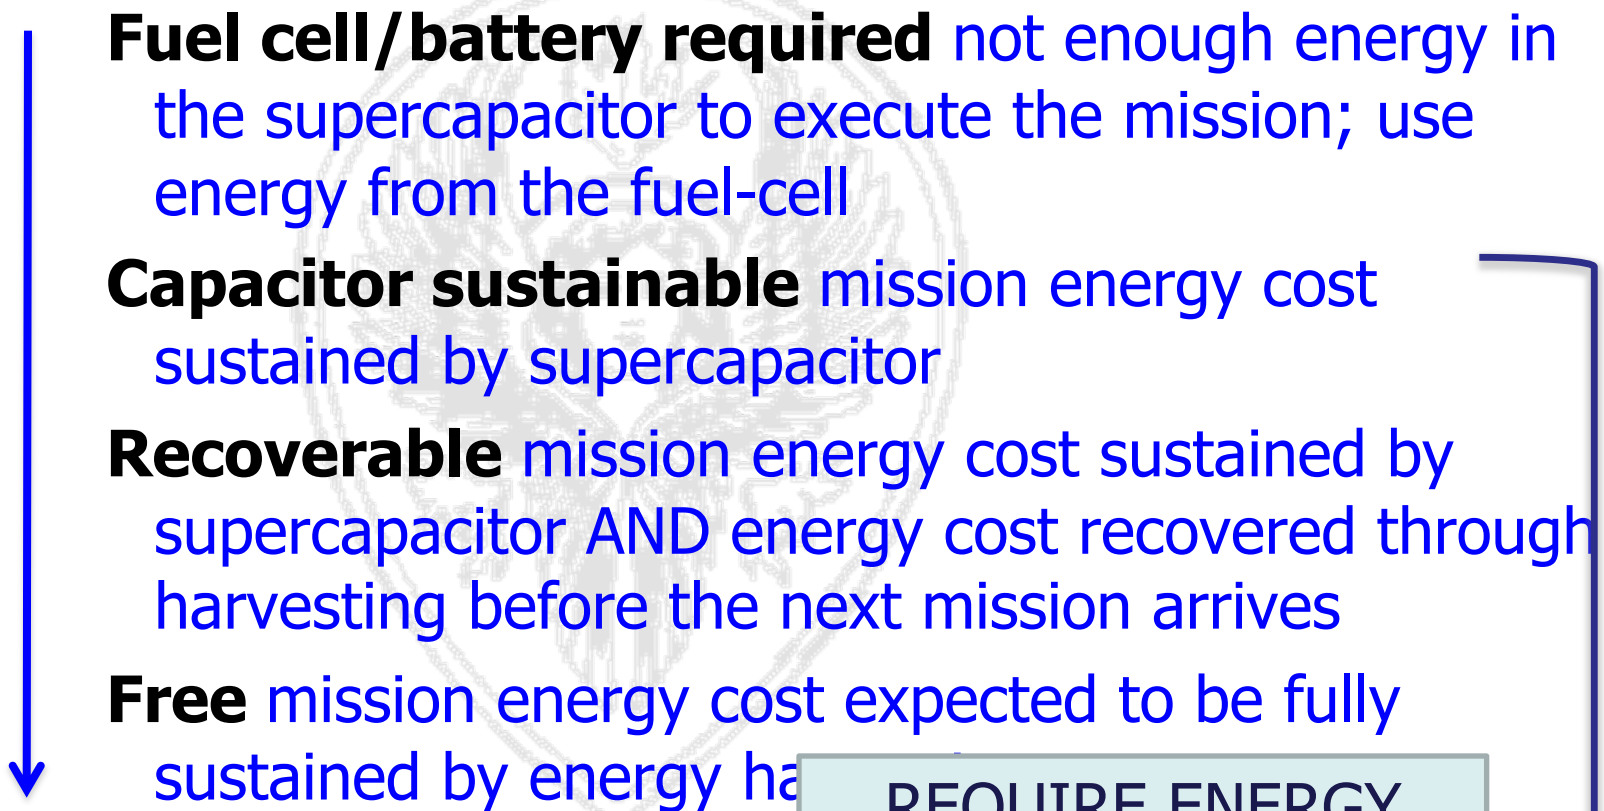 Fuel cell/battery required not enough energy in
the supercapacitor to execute the mission; use
energy from the fuel-cell
Capacitor sustainable mission energy cost
sustained by supercapacitor
Recoverable mission energy cost sustained by
supercapacitor AND energy cost recovered through
harvesting before the next mission arrives
Free mission energy cost expected to be fully
sustained by energy
REQUIRE ENERGY